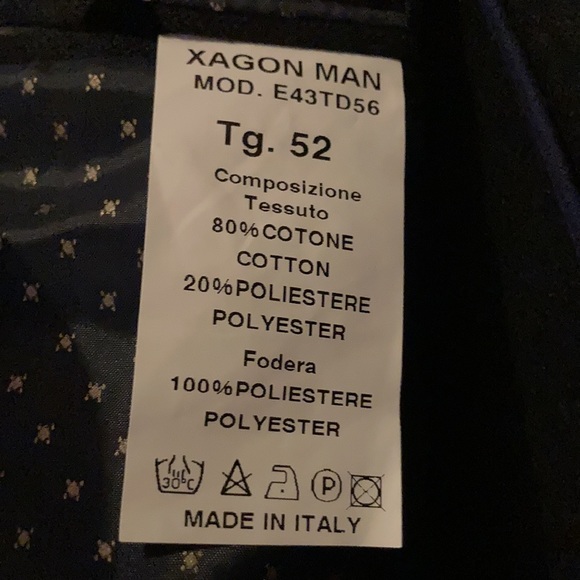 XAGON MAN
MOD. E43TD56
Tg. 52
Composizione
Tessuto
80%COTONE
COTTON
20%POLIESTERE
POLYESTER
Fodera
100%POLIESTERE
POLYESTER
30°C P
MADE IN ITALY